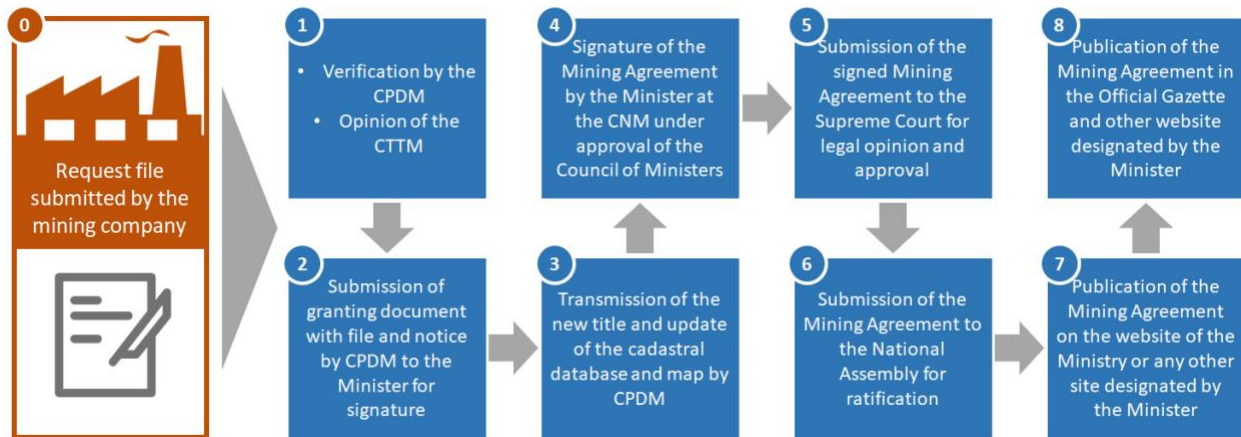 0
Request file
submitted by the
mining company
1
• Verification by the
CPDM
• Opinion of the
CTTM
2
Submission of
granting document
with file and notice
by CPDM to the
Minister for
signature
3
Transmission of the
new title and update
of the cadastral
database and map by
CPDM
4
Signature of the
Mining Agreement
by the Minister at
the CNM under
approval of the
Council of Ministers
5
Submission of the
signed Mining
Agreement to the
Supreme Court for
legal opinion and
approval
6
Submission of the
Mining Agreement to
the National
Assembly for
ratification
7
Publication of the
Mining Agreement
on the website of the
Ministry or any other
site designated by
the Minister
8
Publication of the
Mining Agreement in
the Official Gazette
and other website
designated by the
Minister